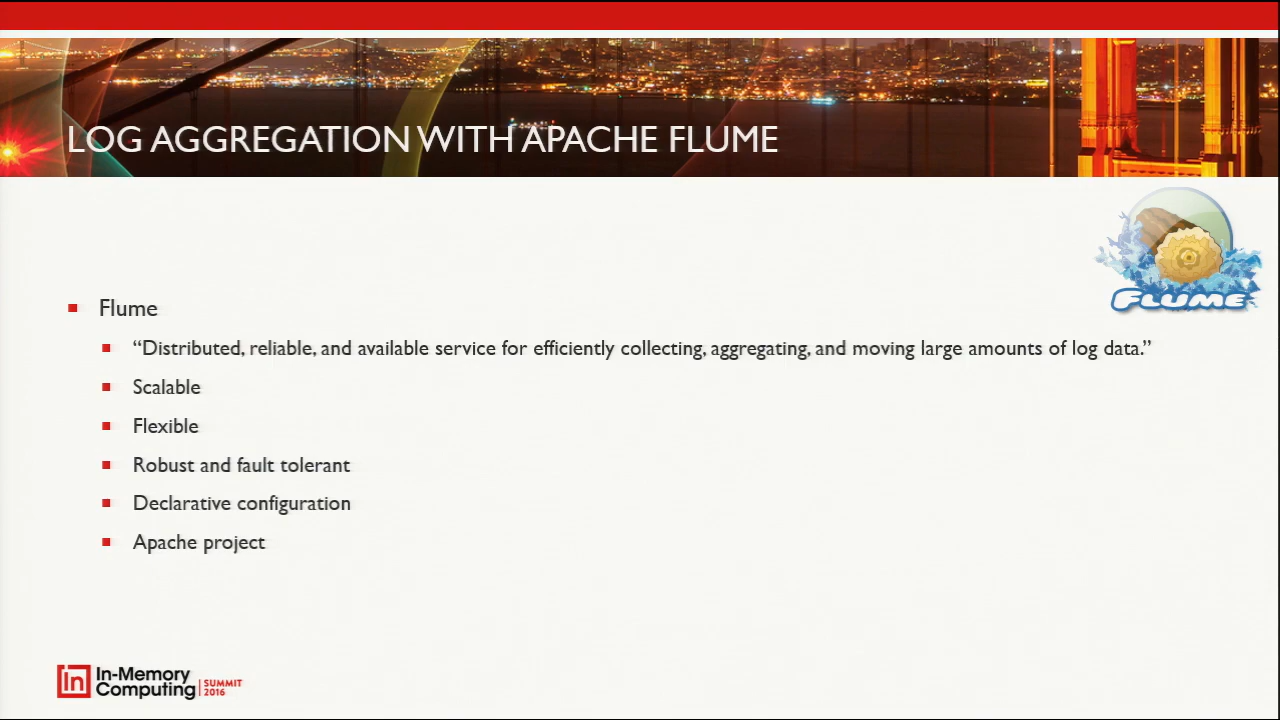 LOG AGGREGATION WITH APACHE FLUME
FLUME
Flume
“Distributed, reliable, and available service for efficiently collecting, aggregating, and moving large amounts of log data.”
Scalable
Flexible
Robust and fault tolerant
Declarative configuration
Apache project
in In-Memory
Computing
SUMMIT
2016